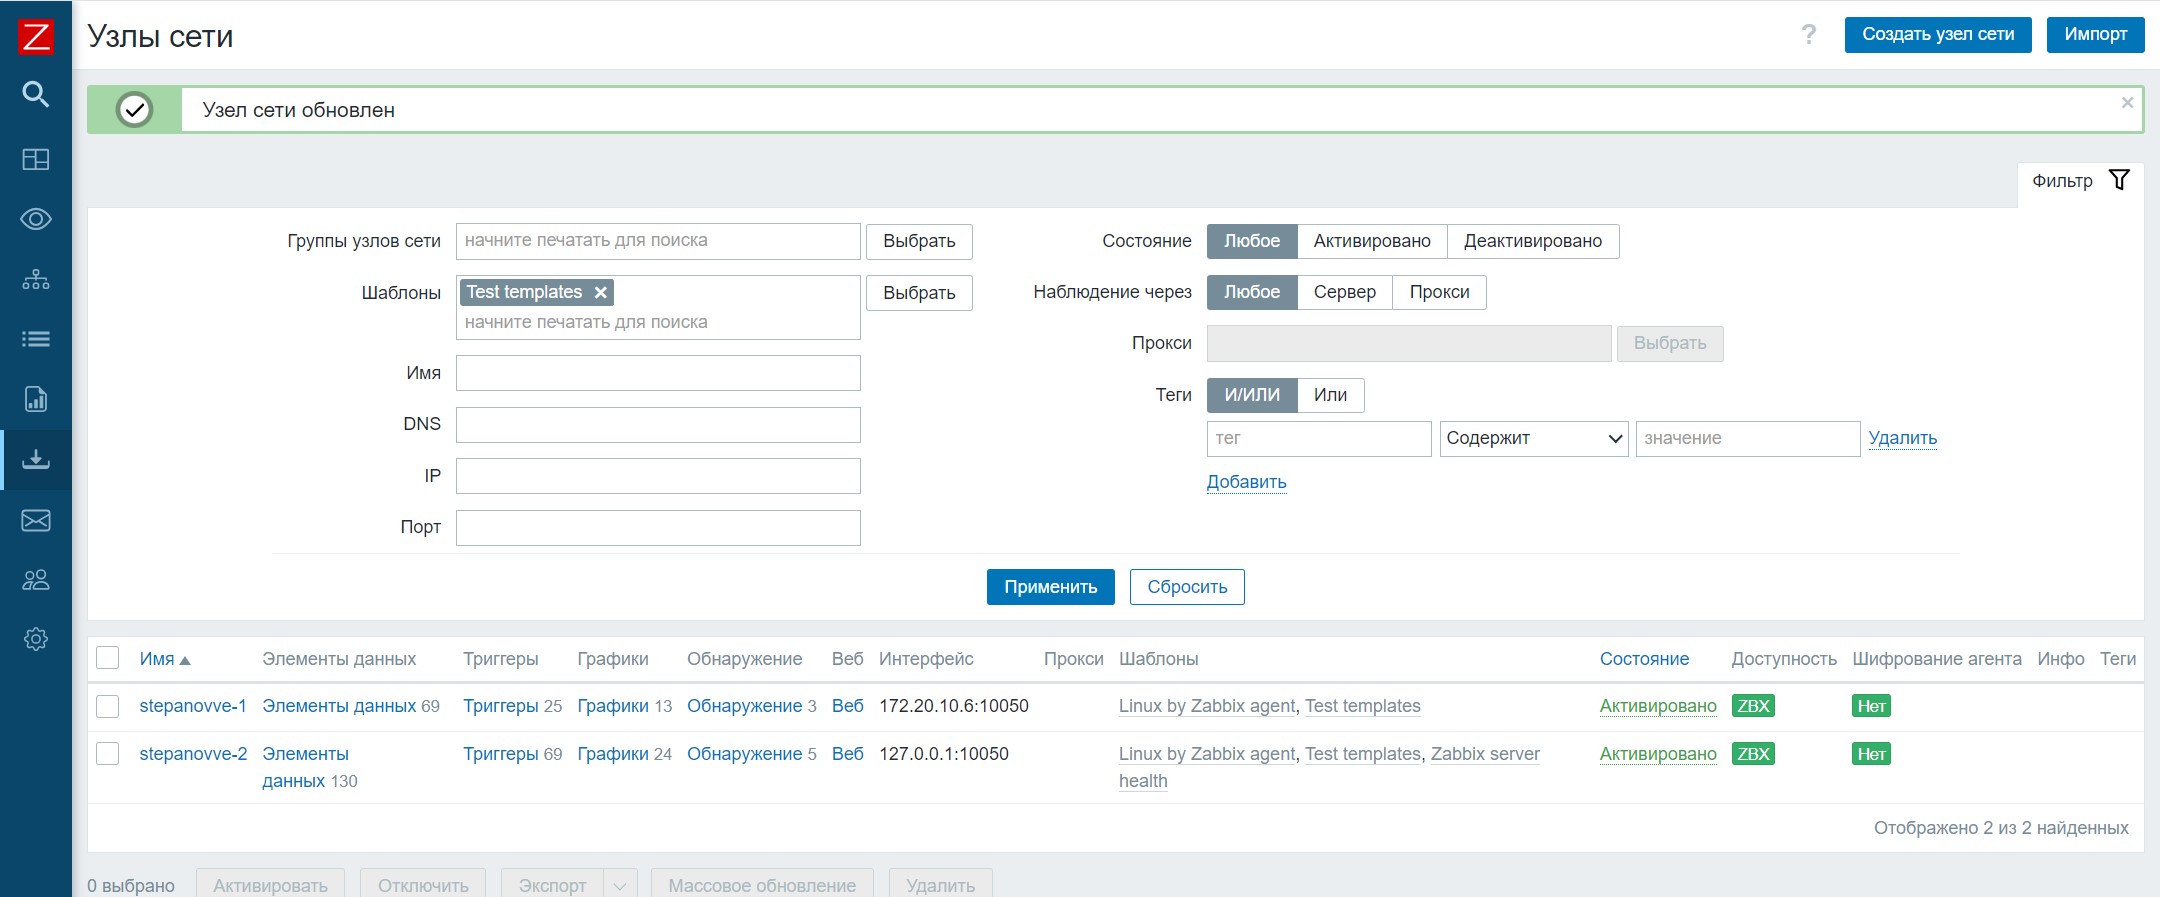 Z
Узлы сети
?
Создать узел сети
Импорт
Узел сети обновлен
Фильтр
Группы узлов сети
начните печатать для поиска
Выбрать
Шаблоны
Test templates
начните печатать для поиска
Выбрать
Имя
DNS
IP
Порт
Состояние
Любое Активировано Деактивировано
Наблюдение через
Любое Сервер Прокси
Прокси
Выбрать
Теги
И/ИЛИ Или
тег Содержит значение Удалить
Добавить
Применить Сбросить
Имя Элементы данных Триггеры Графики Обнаружение Веб Интерфейс Прокси Шаблоны Состояние Доступность Шифрование агента Инфо Теги
stepanovve-1 Элементы данных 69 Триггеры 25 Графики 13 Обнаружение 3 Веб 172.20.10.6:10050 Linux by Zabbix agent, Test templates Активировано ZBX Нет
stepanovve-2 Элементы Триггеры 69 Графики 24 Обнаружение 5 Веб 127.0.0.1:10050 Linux by Zabbix agent, Test templates, Zabbix server Активировано ZBX Нет
данных 130 health
Отображено 2 из 2 найденных
0 выбрано Активировать Отключить Экспорт Массовое обновление Удалить